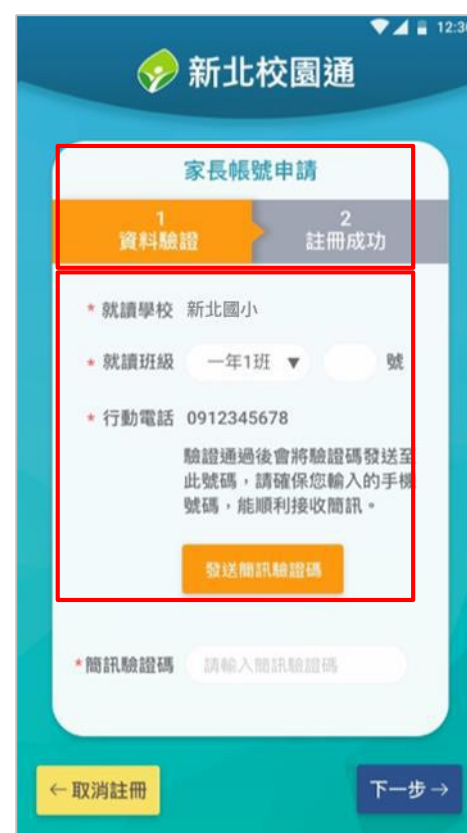 12:30
新北校園通
家長帳號申請
1
資料驗證
2
註冊成功
* 就讀學校 新北國小
* 就讀班級 一年1班 ▼ 號
* 行動電話 0912345678
驗證通過後會將驗證碼發送至
此號碼，請確保您輸入的手機
號碼，能順利接收簡訊。
發送簡訊驗證碼
*簡訊驗證碼 請輸入簡訊驗證碼
←取消註冊
下一步→